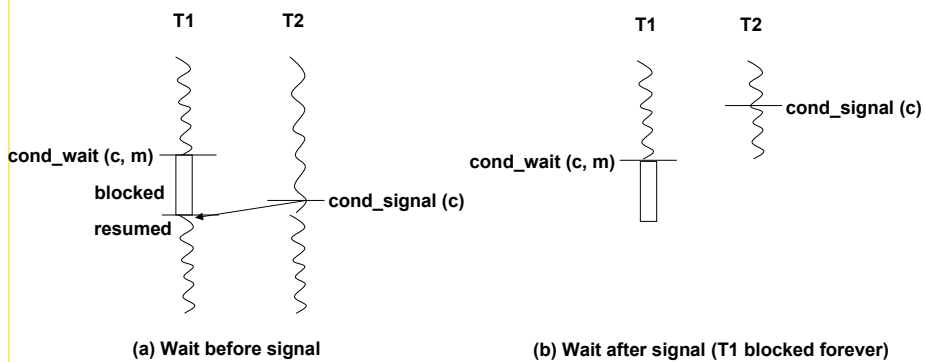 T1
T2
cond_wait (c, m)
blocked
cond_signal (c)
resumed
(a) Wait before signal
T1
T2
cond_signal (c)
cond_wait (c, m)
(b) Wait after signal (T1 blocked forever)